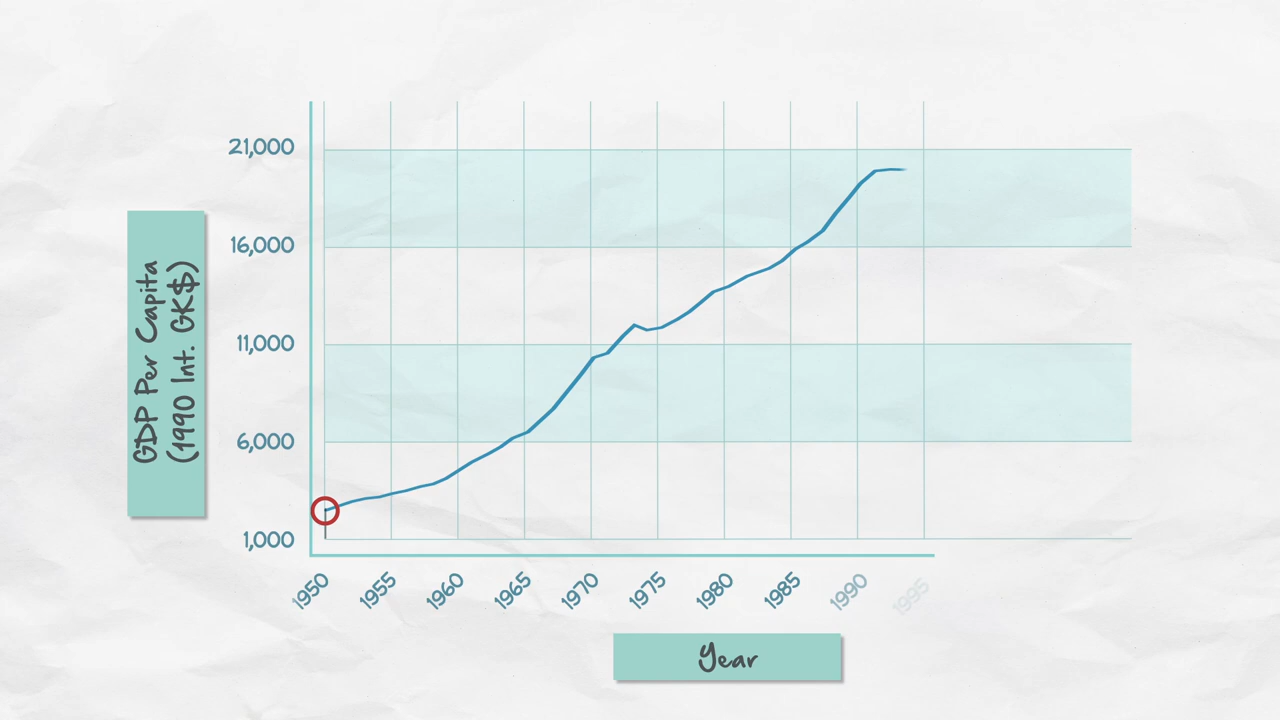 21,000
16,000
11,000
6,000
1,000
GDP Per Capita
(1990 Int. GK$)
1950 1955 1960 1965 1970 1975 1980 1985 1990 1995
Year